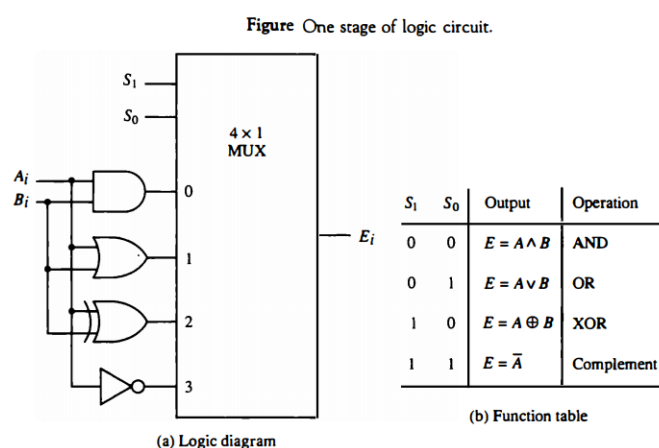 Figure One stage of logic circuit.
S₁
S₀
4 × 1
MUX
Aᵢ
Bᵢ
0
1
2
3
Eᵢ
(a) Logic diagram
S₁ S₀ Output Operation
0 0 E = A ∧ B AND
0 1 E = A ∨ B OR
1 0 E = A ⊕ B XOR
1 1 E = A̅ Complement
(b) Function table